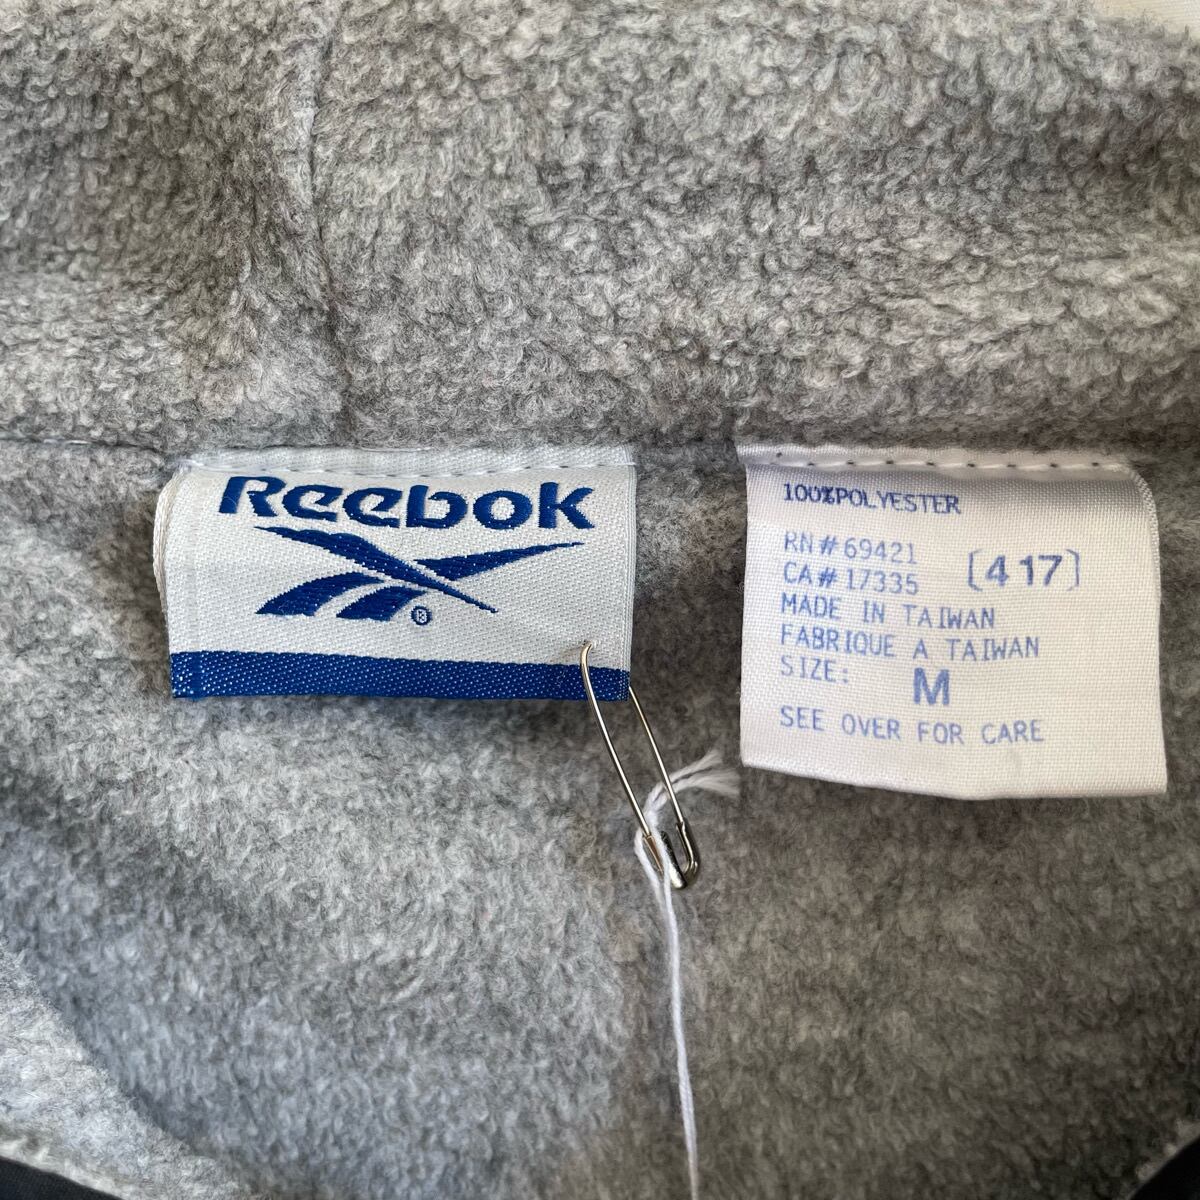 Reebok
®
100%POLYESTER
RN#69421
CA#17335 [417]
MADE IN TAIWAN
FABRIQUE A TAIWAN
SIZE: M
SEE OVER FOR CARE